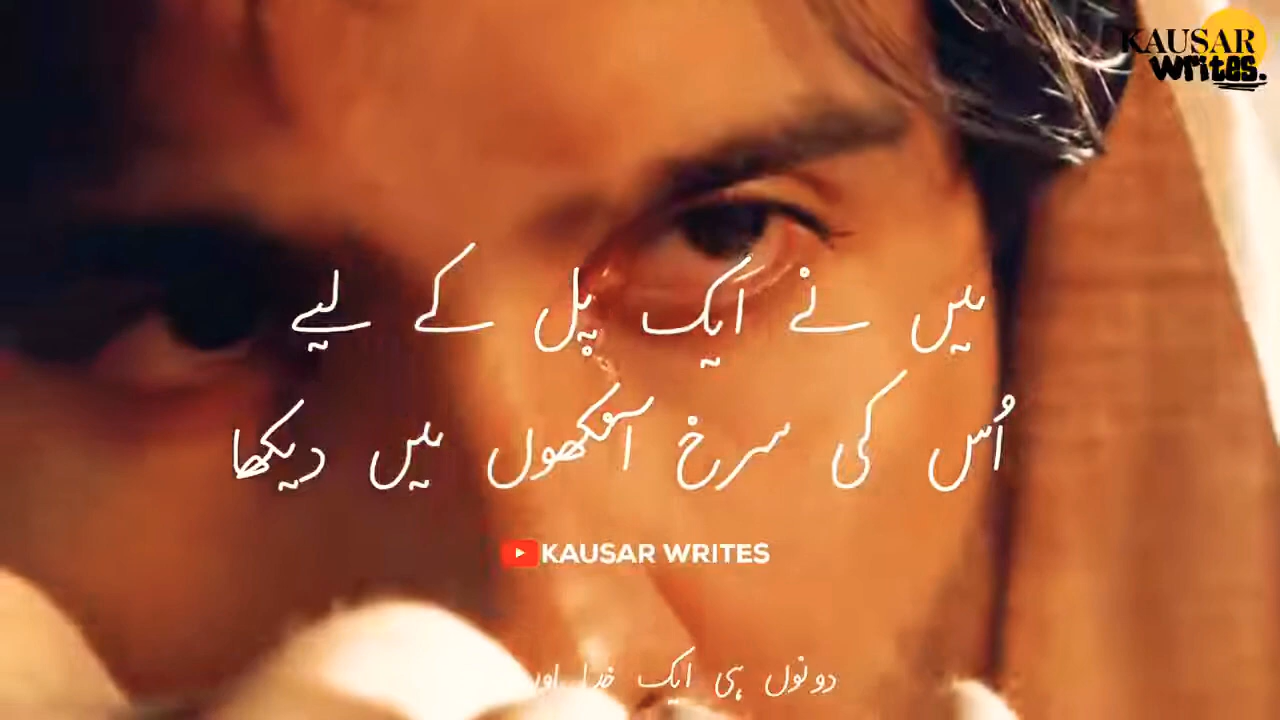 KAUSAR
writes.
میں نے ایک پل کے لیے
اُس کی سرخ آنکھوں میں دیکھا
KAUSAR WRITES
دونوں ہی ایک خدا اور